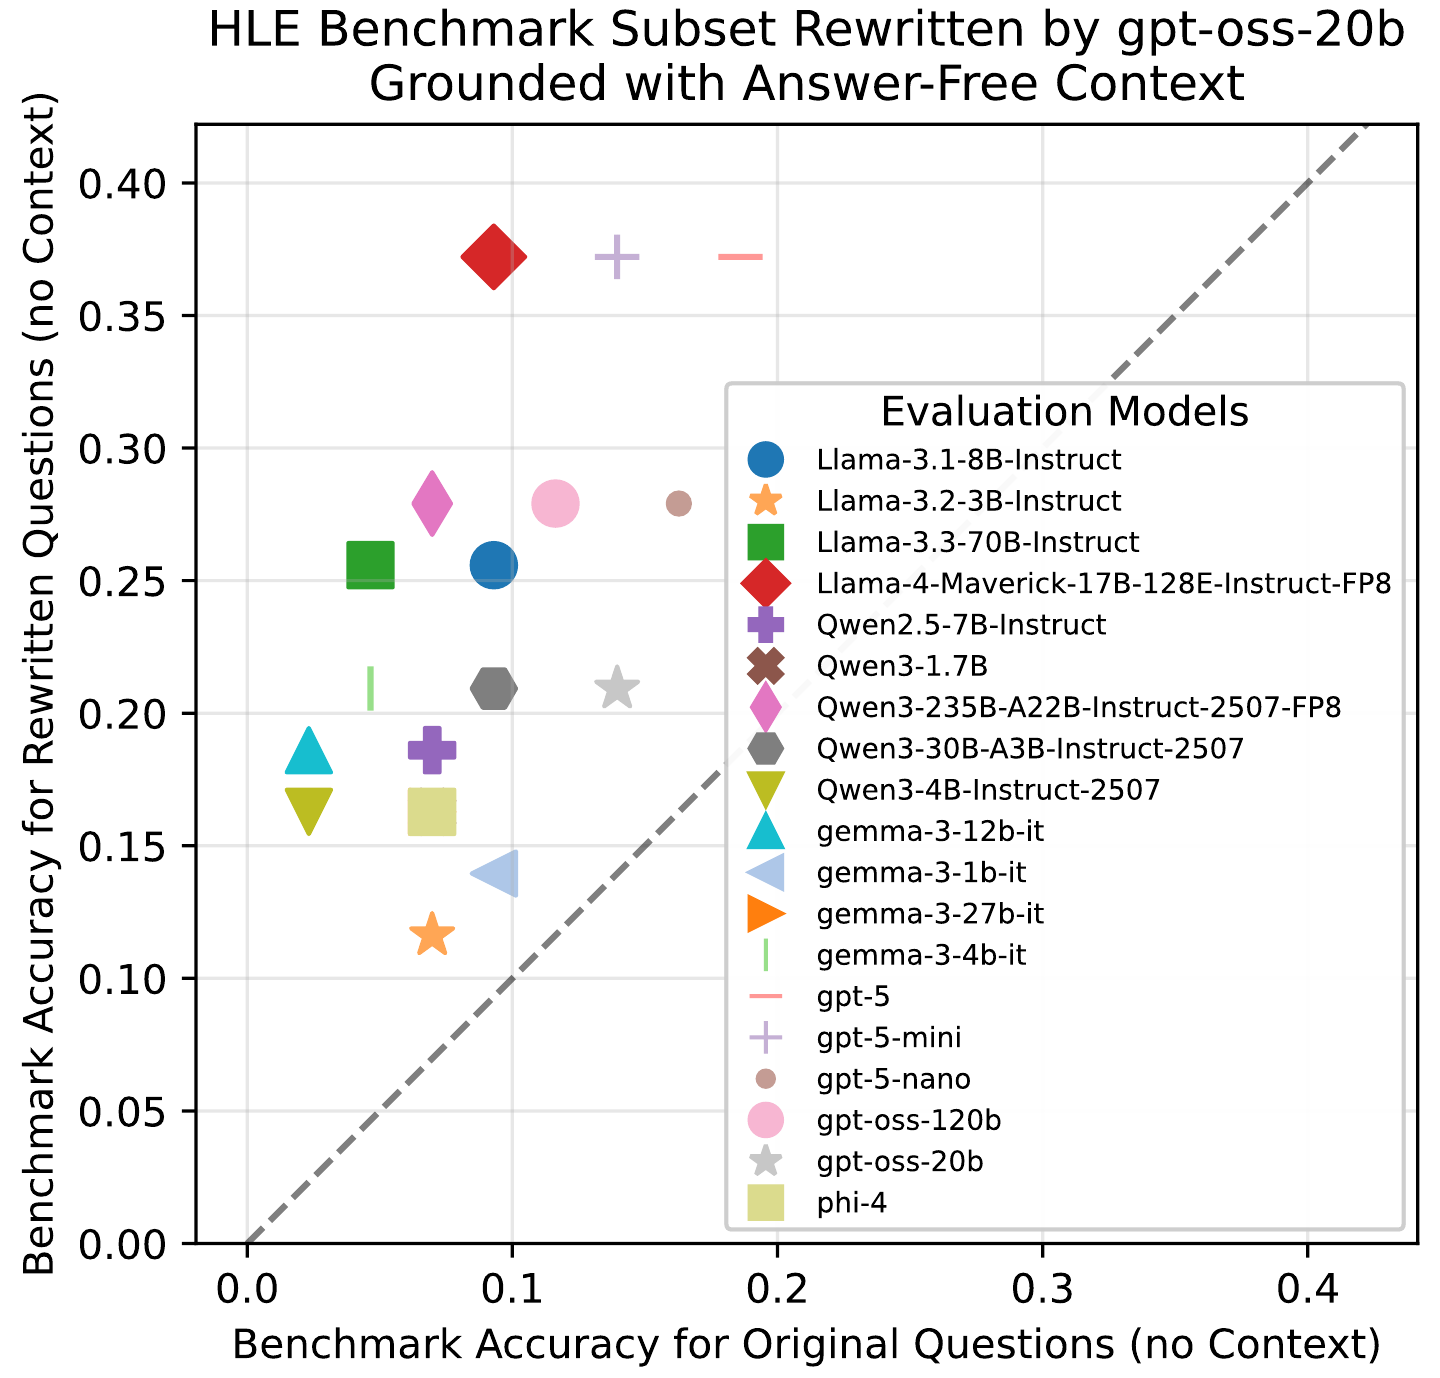 HLE Benchmark Subset Rewritten by gpt-oss-20b
Grounded with Answer-Free Context
Benchmark Accuracy for Rewritten Questions (no Context)
0.40
0.35
0.30
0.25
0.20
0.15
0.10
0.05
0.00
Evaluation Models
Llama-3.1-8B-Instruct
Llama-3.2-3B-Instruct
Llama-3.3-70B-Instruct
Llama-4-Maverick-17B-128E-Instruct-FP8
Qwen2.5-7B-Instruct
Qwen3-1.7B
Qwen3-235B-A22B-Instruct-2507-FP8
Qwen3-30B-A3B-Instruct-2507
Qwen3-4B-Instruct-2507
gemma-3-12b-it
gemma-3-1b-it
gemma-3-27b-it
gemma-3-4b-it
gpt-5
gpt-5-mini
gpt-5-nano
gpt-oss-120b
gpt-oss-20b
phi-4
0.0 0.1 0.2 0.3 0.4
Benchmark Accuracy for Original Questions (no Context)